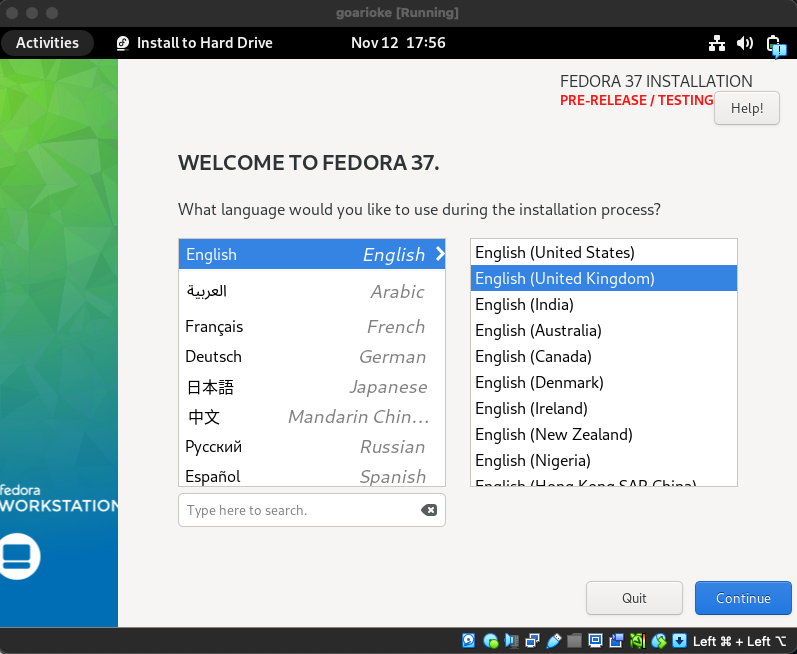 goarioke [Running]
Activities
Install to Hard Drive
Nov 12 17:56
FEDORA 37 INSTALLATION
PRE-RELEASE / TESTING
Help!
WELCOME TO FEDORA 37.
What language would you like to use during the installation process?
English English
العربية Arabic
Français French
Deutsch German
日本語 Japanese
中文 Mandarin Chin...
Русский Russian
Español Spanish
English (United States)
English (United Kingdom)
English (India)
English (Australia)
English (Canada)
English (Denmark)
English (Ireland)
English (New Zealand)
English (Nigeria)
English (Hong Kong SAR China)
Type here to search.
fedora
WORKSTATION
Quit
Continue
Left ⌘ + Left ⌥